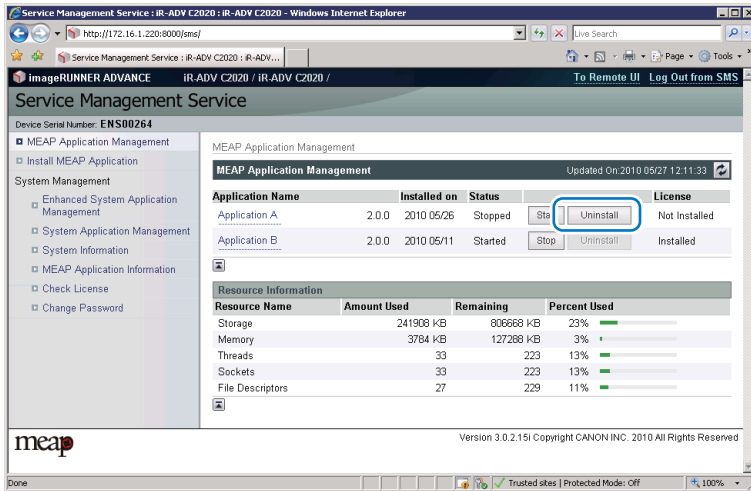 Service Management Service : iR-ADV C2020 : iR-ADV C2020 - Windows Internet Explorer
http://172.16.1.220:8000/sms/
Live Search
Service Management Service : iR-ADV C2020 : iR-ADV...
Page Tools
imageRUNNER ADVANCE iR-ADV C2020 / iR-ADV C2020 / To Remote UI Log Out from SMS
Service Management Service
Device Serial Number: ENS00264
MEAP Application Management
Install MEAP Application
System Management
Enhanced System Application
Management
System Application Management
System Information
MEAP Application Information
Check License
Change Password
MEAP Application Management
MEAP Application Management Updated On:2010 05/27 12:11:33
Application Name Installed on Status License
Application A 2.0.0 2010 05/26 Stopped Sta Uninstall Not Installed
Application B 2.0.0 2010 05/11 Started Stop Uninstall Installed
Resource Information
Resource Name Amount Used Remaining Percent Used
Storage 241908 KB 806668 KB 23%
Memory 3784 KB 127288 KB 3%
Threads 33 223 13%
Sockets 33 223 13%
File Descriptors 27 229 11%
meap
Version 3.0.2.15i Copyright CANON INC. 2010 All Rights Reserved
Done Trusted sites | Protected Mode: Off 100%